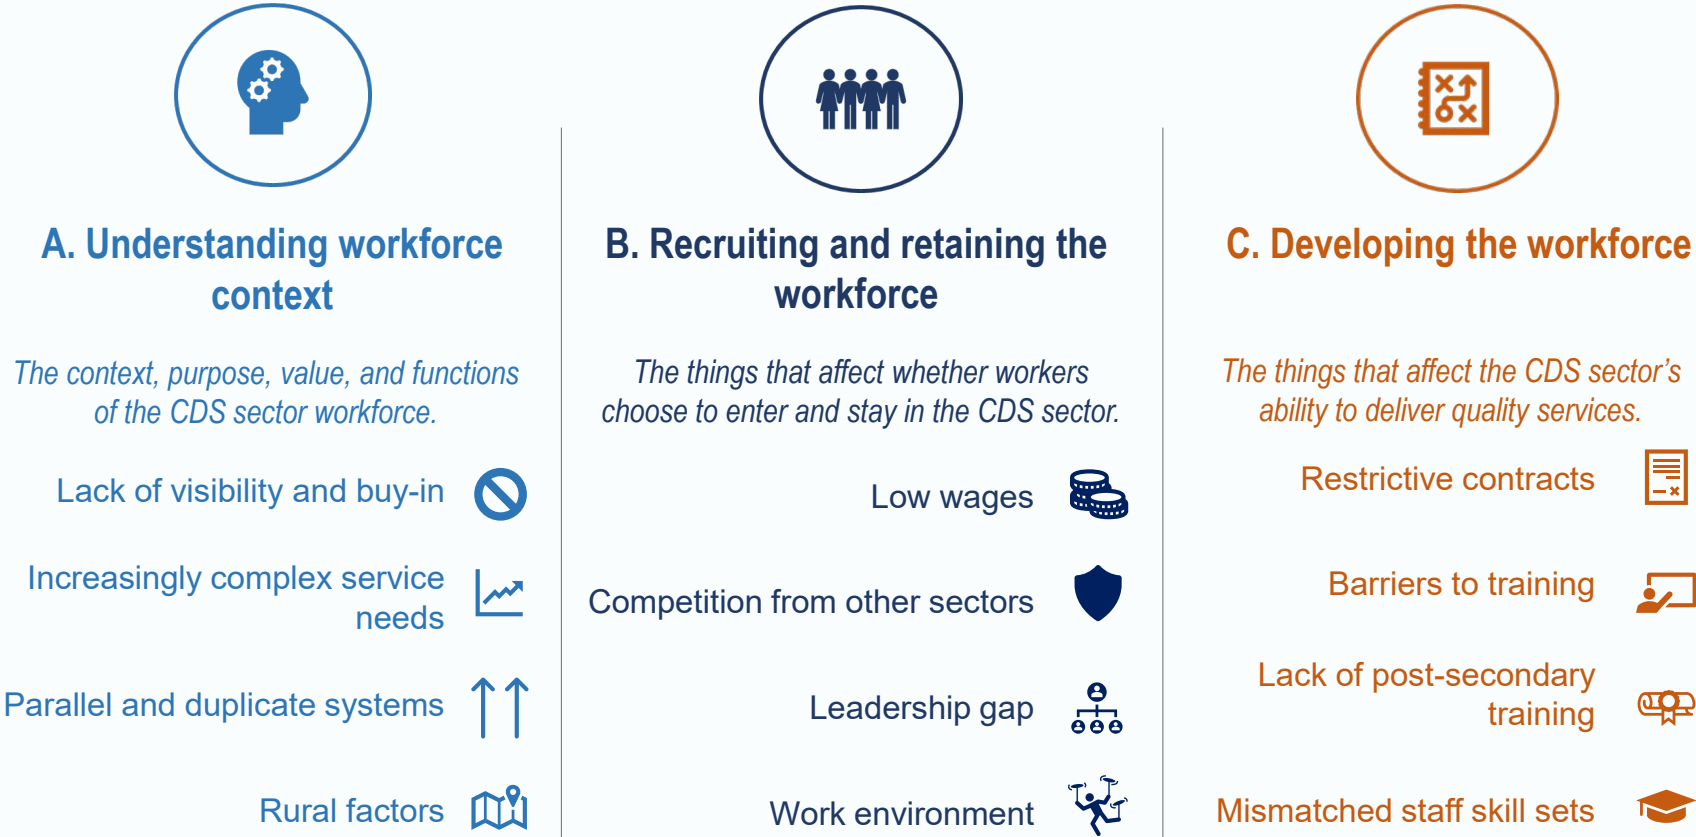 A. Understanding workforce
context
The context, purpose, value, and functions
of the CDS sector workforce.
Lack of visibility and buy-in
Increasingly complex service
needs
Parallel and duplicate systems
Rural factors
B. Recruiting and retaining the
workforce
The things that affect whether workers
choose to enter and stay in the CDS sector.
Low wages
Competition from other sectors
Leadership gap
Work environment
C. Developing the workforce
The things that affect the CDS sector's
ability to deliver quality services.
Restrictive contracts
Barriers to training
Lack of post-secondary
training
Mismatched staff skill sets